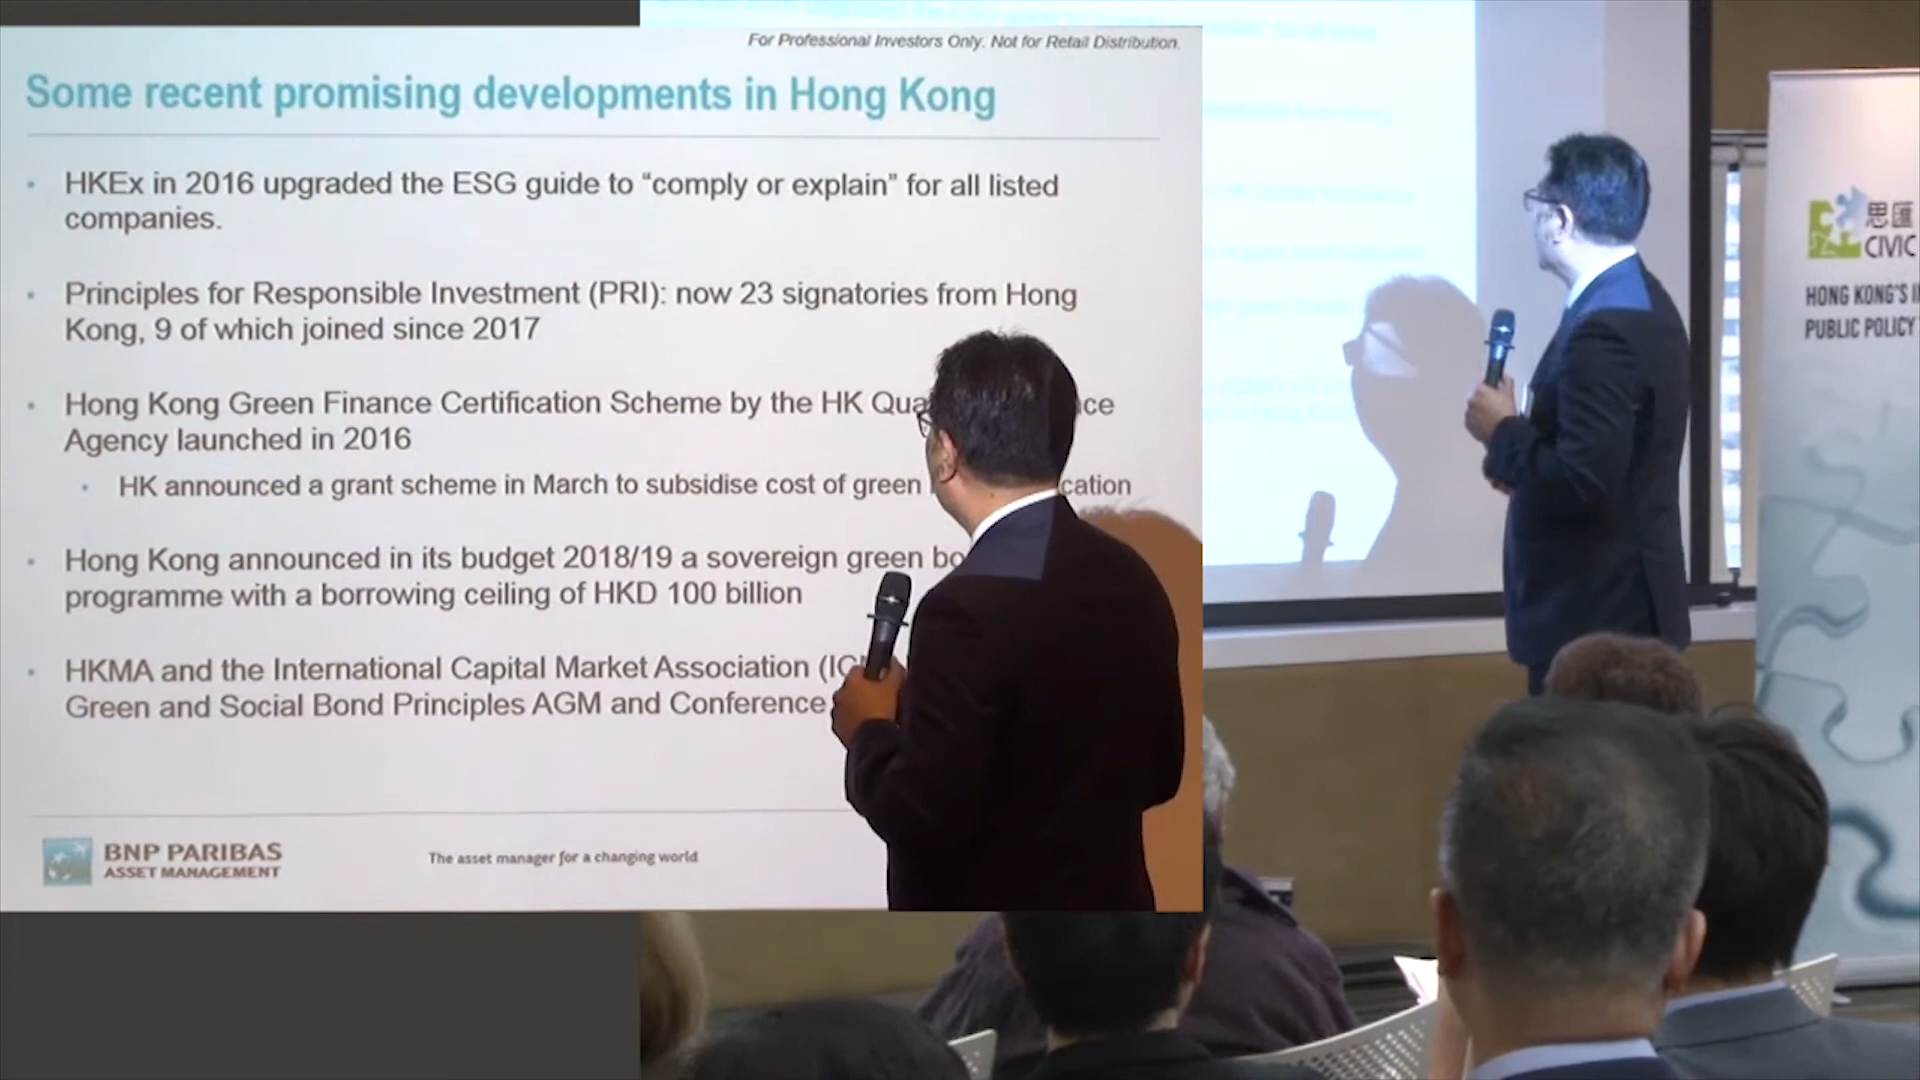 For Professional Investors Only. Not for Retail Distribution.
Some recent promising developments in Hong Kong
• HKEx in 2016 upgraded the ESG guide to “comply or explain” for all listed
companies.
• Principles for Responsible Investment (PRI): now 23 signatories from Hong
Kong, 9 of which joined since 2017
• Hong Kong Green Finance Certification Scheme by the HK
Agency launched in 2016
• HK announced a grant scheme in March to subsidise cost of green
• Hong Kong announced in its budget 2018/19 a sovereign green
programme with a borrowing ceiling of HKD 100 billion
• HKMA and the International Capital Market Association
Green and Social Bond Principles AGM and Conference
BNP PARIBAS
ASSET MANAGEMENT
The asset manager for a changing world
思匯
CIVIC
HONG KONG'S
PUBLIC POLICY